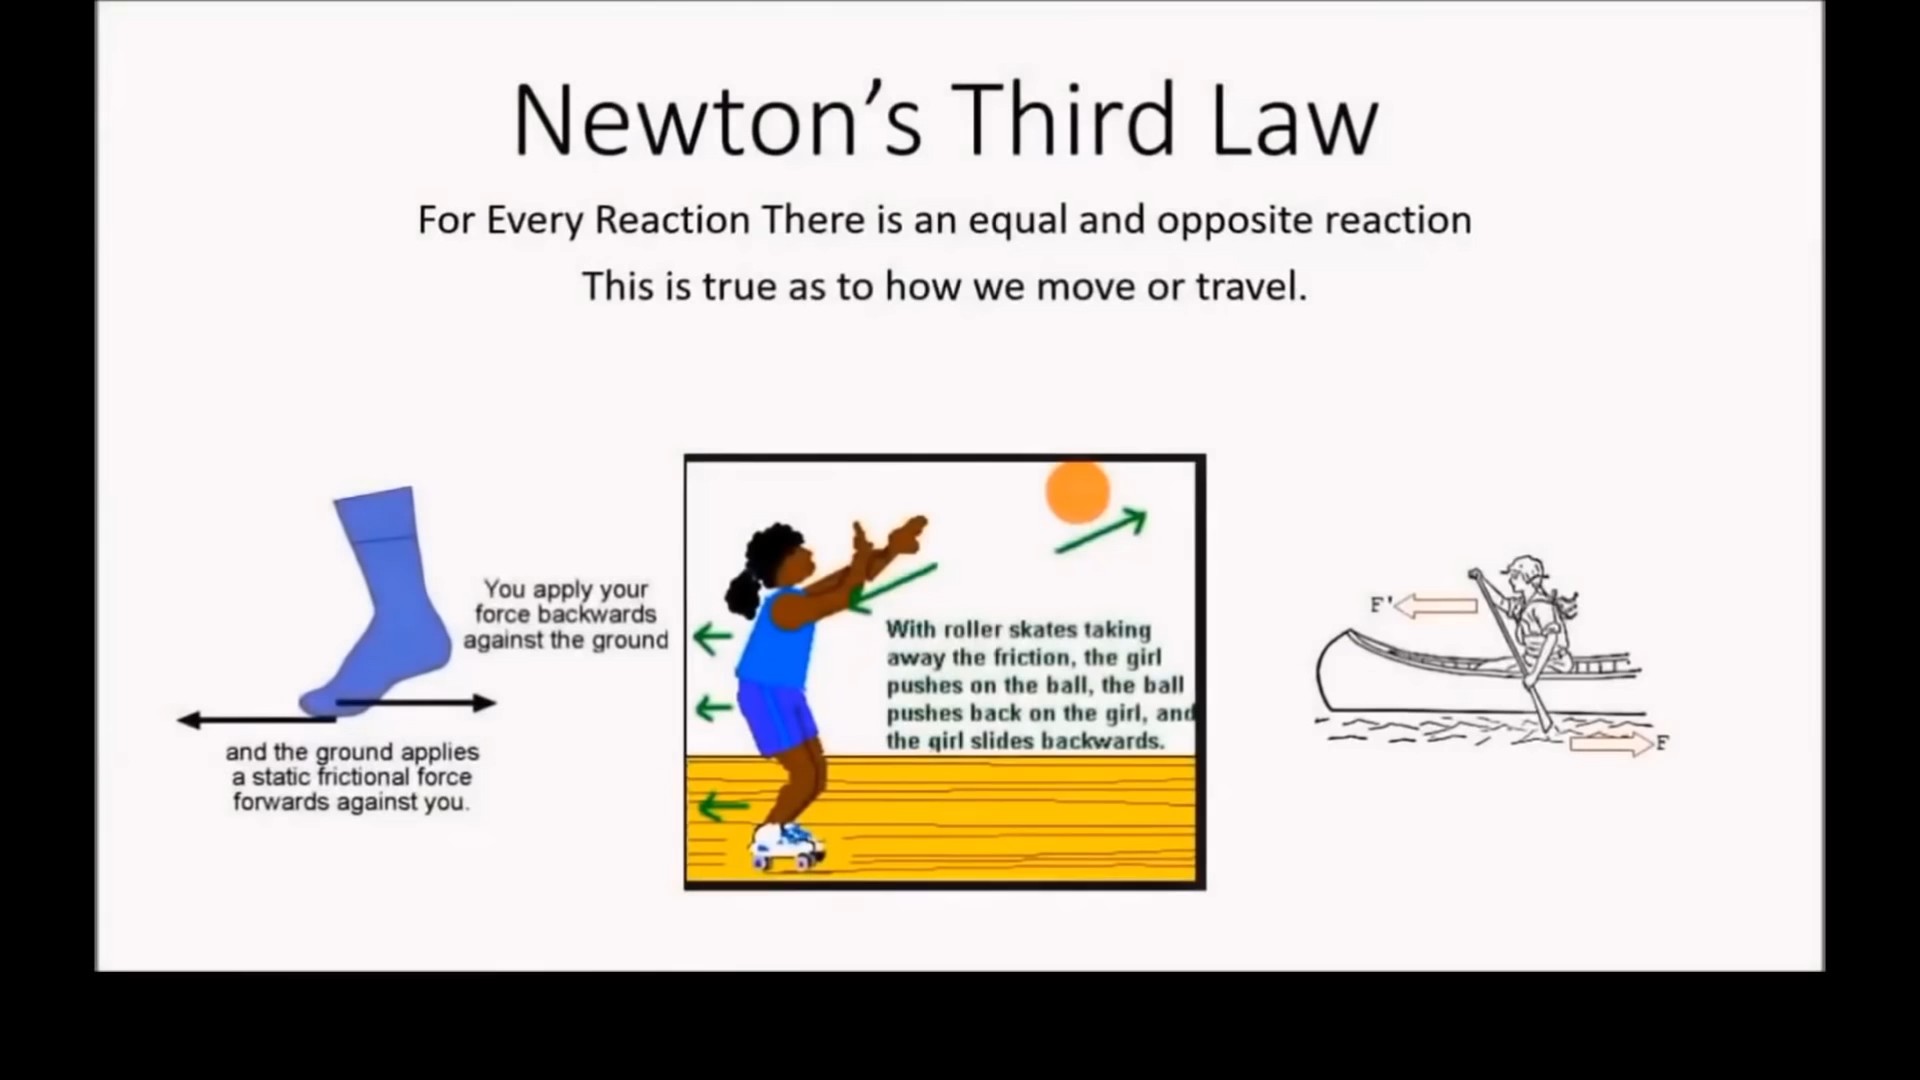 Newton's Third Law
For Every Reaction There is an equal and opposite reaction
This is true as to how we move or travel.
You apply your
force backwards
against the ground
and the ground applies
a static frictional force
forwards against you.
With roller skates taking
away the friction, the girl
pushes on the ball, the ball
pushes back on the girl, and
the girl slides backwards.
F'
F